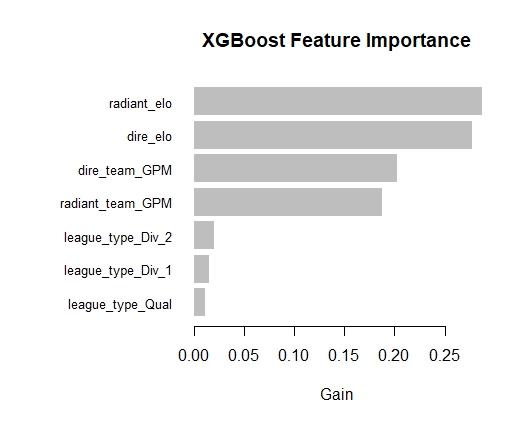 XGBoost Feature Importance
radiant_elo
dire_elo
dire_team_GPM
radiant_team_GPM
league_type_Div_2
league_type_Div_1
league_type_Qual
0.00 0.05 0.10 0.15 0.20 0.25
Gain